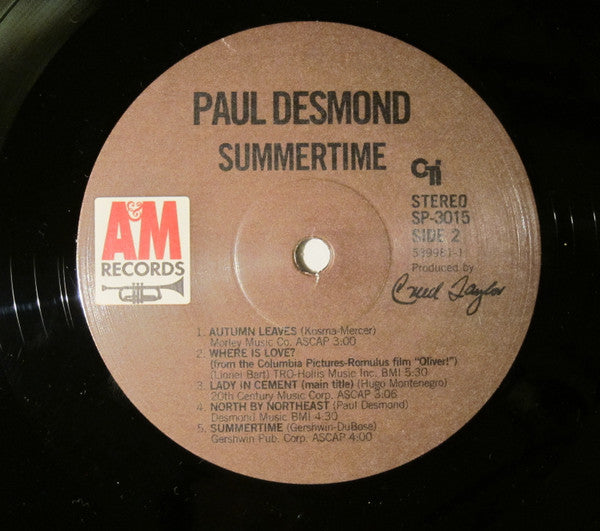 PAUL DESMOND
SUMMERTIME
CTi
STEREO
SP-3015
SIDE 2
539981-1
Produced by
Creed Taylor
A&M
RECORDS
1. AUTUMN LEAVES (Kosma-Mercer)
Morley Music Co. ASCAP 3:00
2. WHERE IS LOVE?
(from the Columbia Pictures-Romulus film "Oliver!")
(Lionel Bart) TRO-Hollis Music Inc. BMI 5:30
3. LADY IN CEMENT (main title) (Hugo Montenegro)
20th Century Music Corp. ASCAP 3:06
4. NORTH BY NORTHEAST (Paul Desmond)
Desmond Music BMI 4:30
5. SUMMERTIME (Gershwin-DuBose)
Gershwin Pub. Corp. ASCAP 4:00